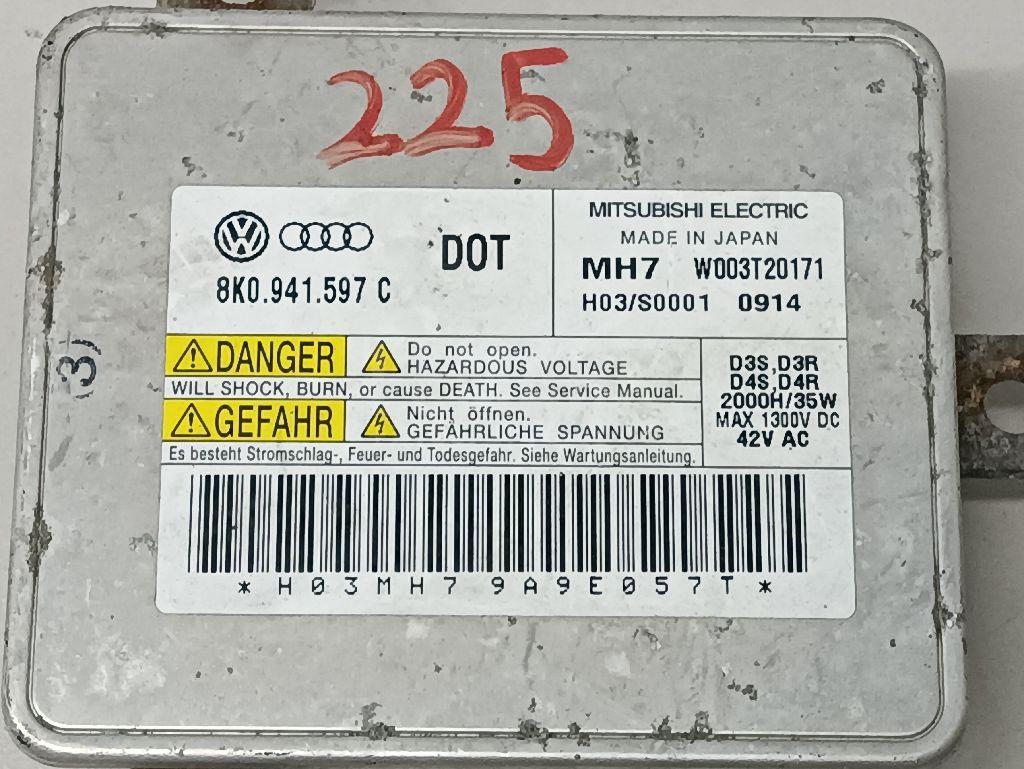 225
DOT
8K0.941.597 C
MITSUBISHI ELECTRIC
MADE IN JAPAN
MH7 W003T20171
H03/S0001 0914
3)
DANGER
Do not open.
HAZARDOUS VOLTAGE
WILL SHOCK, BURN, or cause DEATH. See Service Manual.
GEFAHR
Nicht öffnen.
GEFÄHRLICHE SPANNUNG
Es besteht Stromschlag-, Feuer- und Todesgefahr. Siehe Wartungsanleitung.
D3S,D3R
D4S,D4R
2000H/35W
MAX 1300V DC
42V AC
*H03MH79A9E057T*